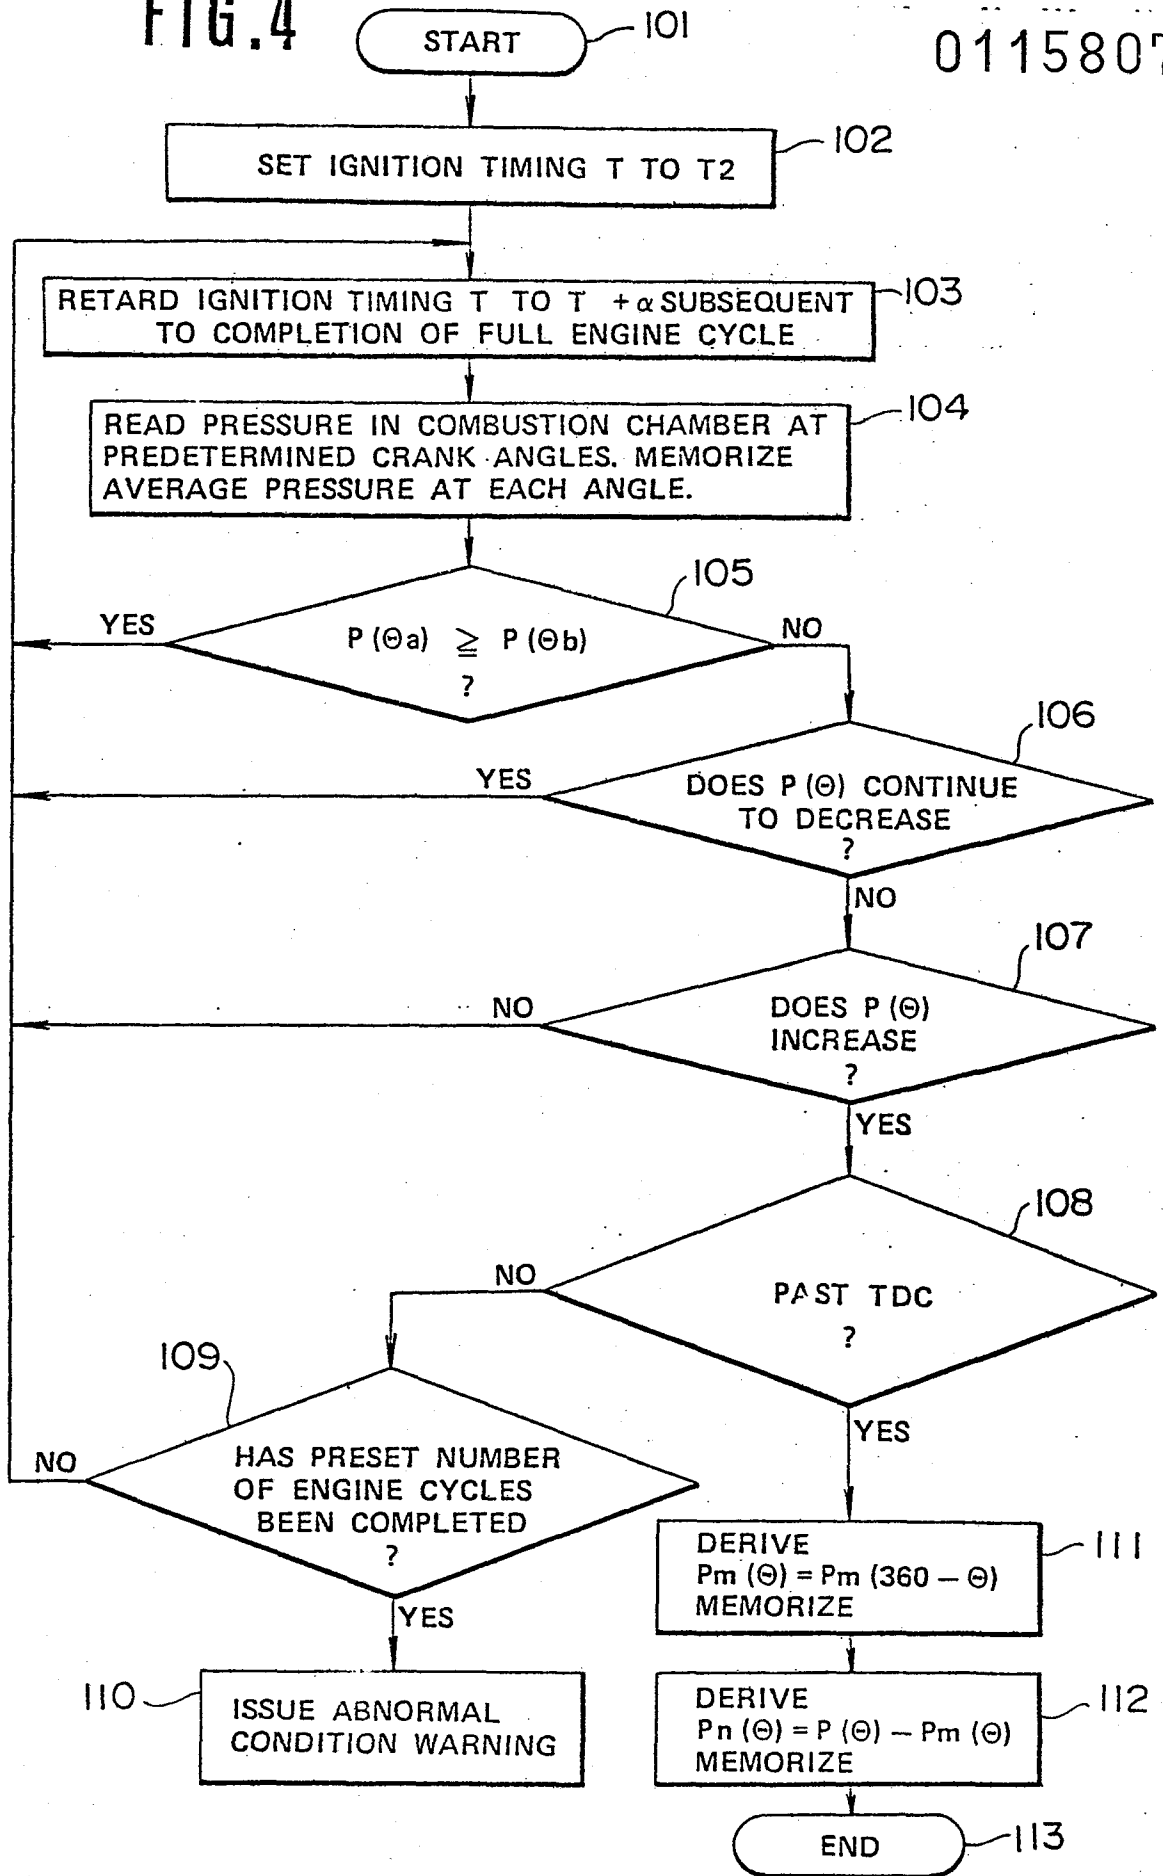 FIG.4
0115807
START
101
SET IGNITION TIMING T TO T2
102
RETARD IGNITION TIMING T TO T +α SUBSEQUENT
TO COMPLETION OF FULL ENGINE CYCLE
103
READ PRESSURE IN COMBUSTION CHAMBER AT
PREDETERMINED CRANK ANGLES. MEMORIZE
AVERAGE PRESSURE AT EACH ANGLE.
104
105
YES
P (Θa) ≧ P (Θb)
?
NO
106
YES
DOES P (Θ) CONTINUE
TO DECREASE
?
NO
107
NO
DOES P (Θ)
INCREASE
?
YES
108
NO
PAST TDC
?
YES
109
NO
HAS PRESET NUMBER
OF ENGINE CYCLES
BEEN COMPLETED
?
YES
110
ISSUE ABNORMAL
CONDITION WARNING
DERIVE
Pm (Θ) = Pm (360 – Θ)
MEMORIZE
111
DERIVE
Pn (Θ) = P (Θ) – Pm (Θ)
MEMORIZE
112
END
113